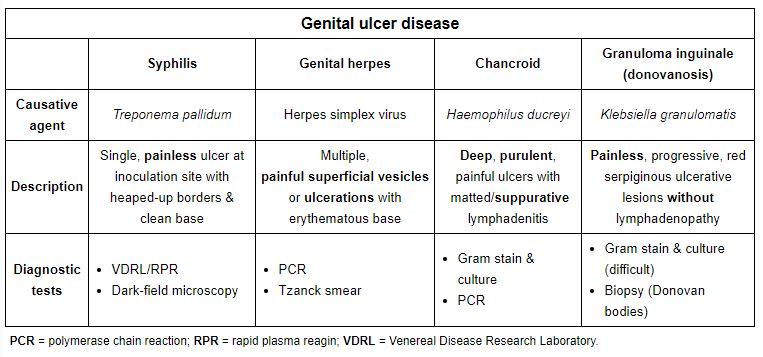 Genital ulcer disease
Syphilis
Genital herpes
Chancroid
Granuloma inguinale
(donovanosis)
Causative
agent
Treponema pallidum
Herpes simplex virus
Haemophilus ducreyi
Klebsiella granulomatis
Description
Single, painless ulcer at
inoculation site with
heaped-up borders &
clean base
Multiple,
painful superficial vesicles
or ulcerations with
erythematous base
Deep, purulent,
painful ulcers with
matted/suppurative
lymphadenitis
Painless, progressive, red
serpiginous ulcerative
lesions without
lymphadenopathy
Diagnostic
tests
• VDRL/RPR
• Dark-field microscopy
• PCR
• Tzanck smear
• Gram stain &
culture
• PCR
• Gram stain & culture
(difficult)
• Biopsy (Donovan
bodies)
PCR = polymerase chain reaction; RPR = rapid plasma reagin; VDRL = Venereal Disease Research Laboratory.